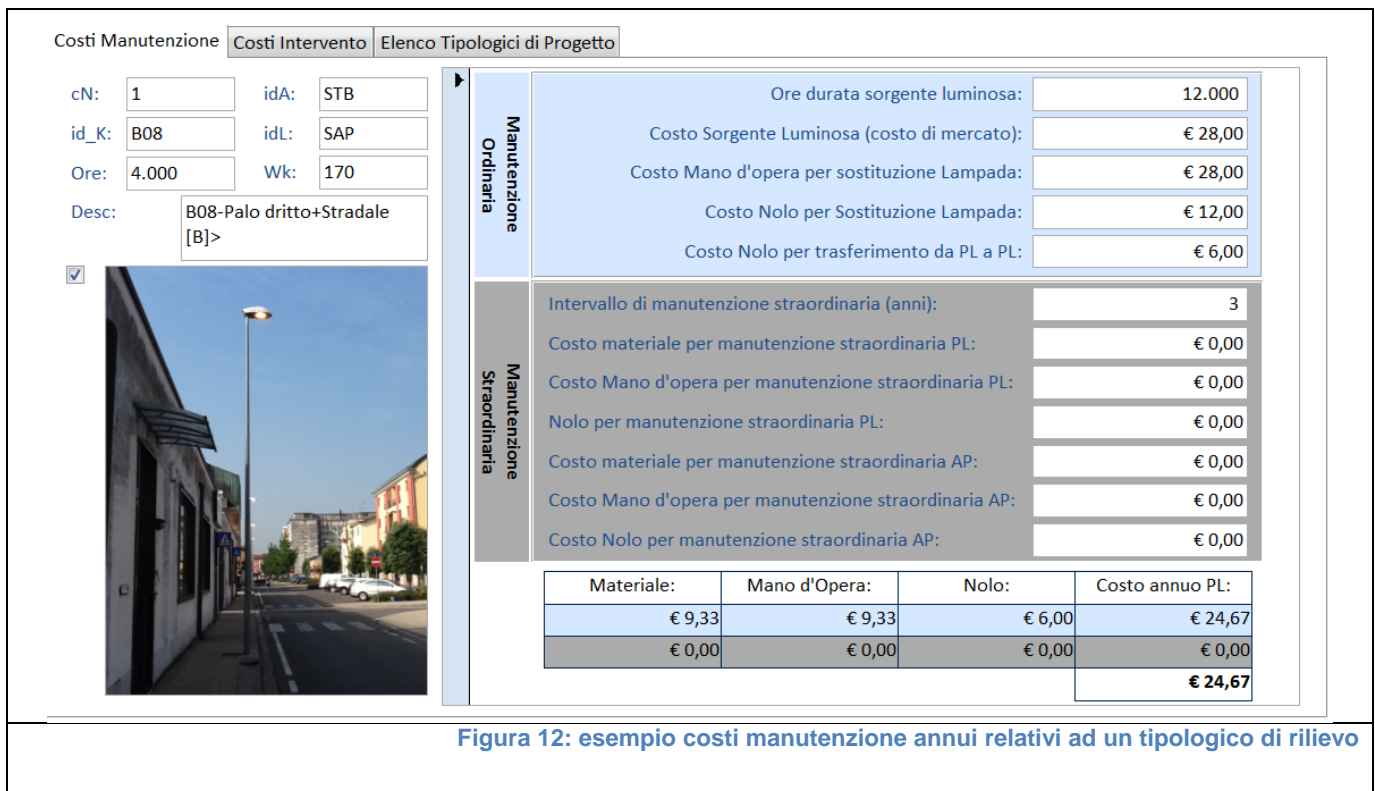 Costi Manutenzione Costi Intervento Elenco Tipologici di Progetto
cN: 1 idA: STB
id_K: B08 idL: SAP
Ore: 4.000 Wk: 170
Desc: B08-Palo dritto+Stradale
[B]>
Manutenzione
Ordinaria
Ore durata sorgente luminosa: 12.000
Costo Sorgente Luminosa (costo di mercato): € 28,00
Costo Mano d'opera per sostituzione Lampada: € 28,00
Costo Nolo per Sostituzione Lampada: € 12,00
Costo Nolo per trasferimento da PL a PL: € 6,00
Manutenzione
Straordinaria
Intervallo di manutenzione straordinaria (anni): 3
Costo materiale per manutenzione straordinaria PL: € 0,00
Costo Mano d'opera per manutenzione straordinaria PL: € 0,00
Nolo per manutenzione straordinaria PL: € 0,00
Costo materiale per manutenzione straordinaria AP: € 0,00
Costo Mano d'opera per manutenzione straordinaria AP: € 0,00
Costo Nolo per manutenzione straordinaria AP: € 0,00
Materiale: Mano d'Opera: Nolo: Costo annuo PL:
€ 9,33 € 9,33 € 6,00 € 24,67
€ 0,00 € 0,00 € 0,00 € 0,00
€ 24,67
Figura 12: esempio costi manutenzione annui relativi ad un tipologico di rilievo